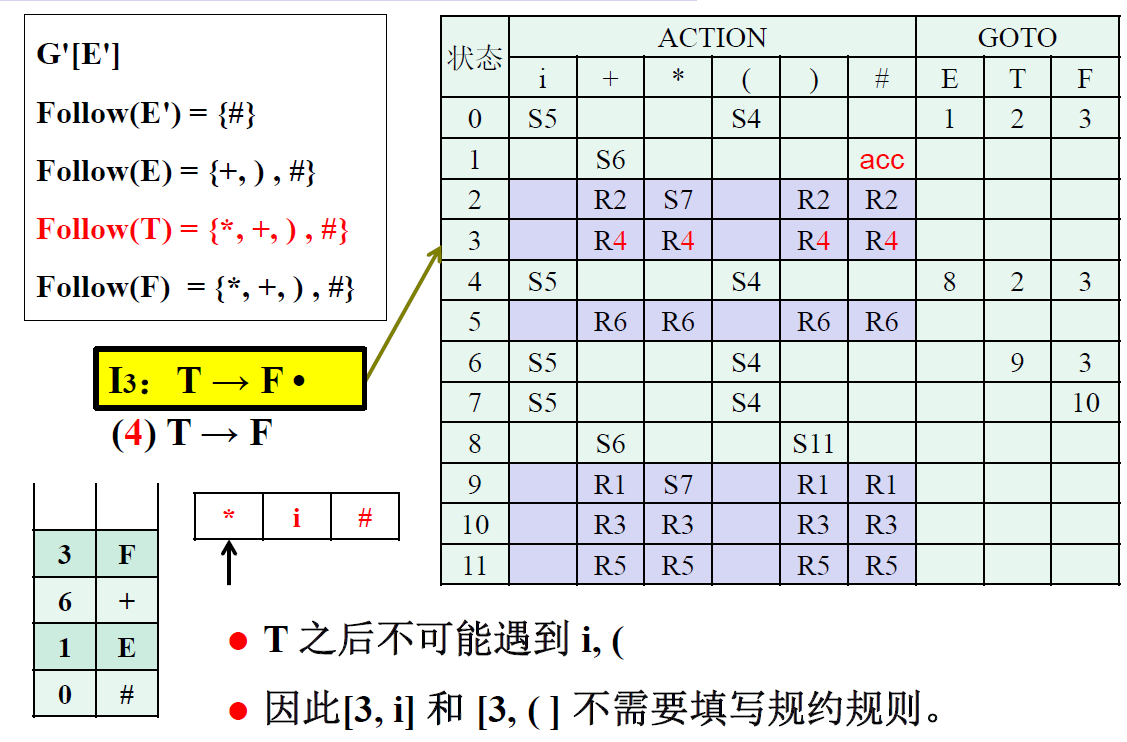 G'[E']
Follow(E') = {#}
Follow(E) = {+, ) , #}
Follow(T) = {*, +, ) , #}
Follow(F) = {*, +, ) , #}
I3：T → F •
(4) T → F
状态 ACTION GOTO
i + * ( ) # E T F
0 S5 S4 1 2 3
1 S6 acc
2 R2 S7 R2 R2
3 R4 R4 R4 R4
4 S5 S4 8 2 3
5 R6 R6 R6 R6
6 S5 S4 9 3
7 S5 S4 10
8 S6 S11
9 R1 S7 R1 R1
10 R3 R3 R3 R3
11 R5 R5 R5 R5
3 F
6 +
1 E
0 #
* i #
● T 之后不可能遇到 i, (
● 因此[3, i] 和 [3, ( ] 不需要填写规约规则。